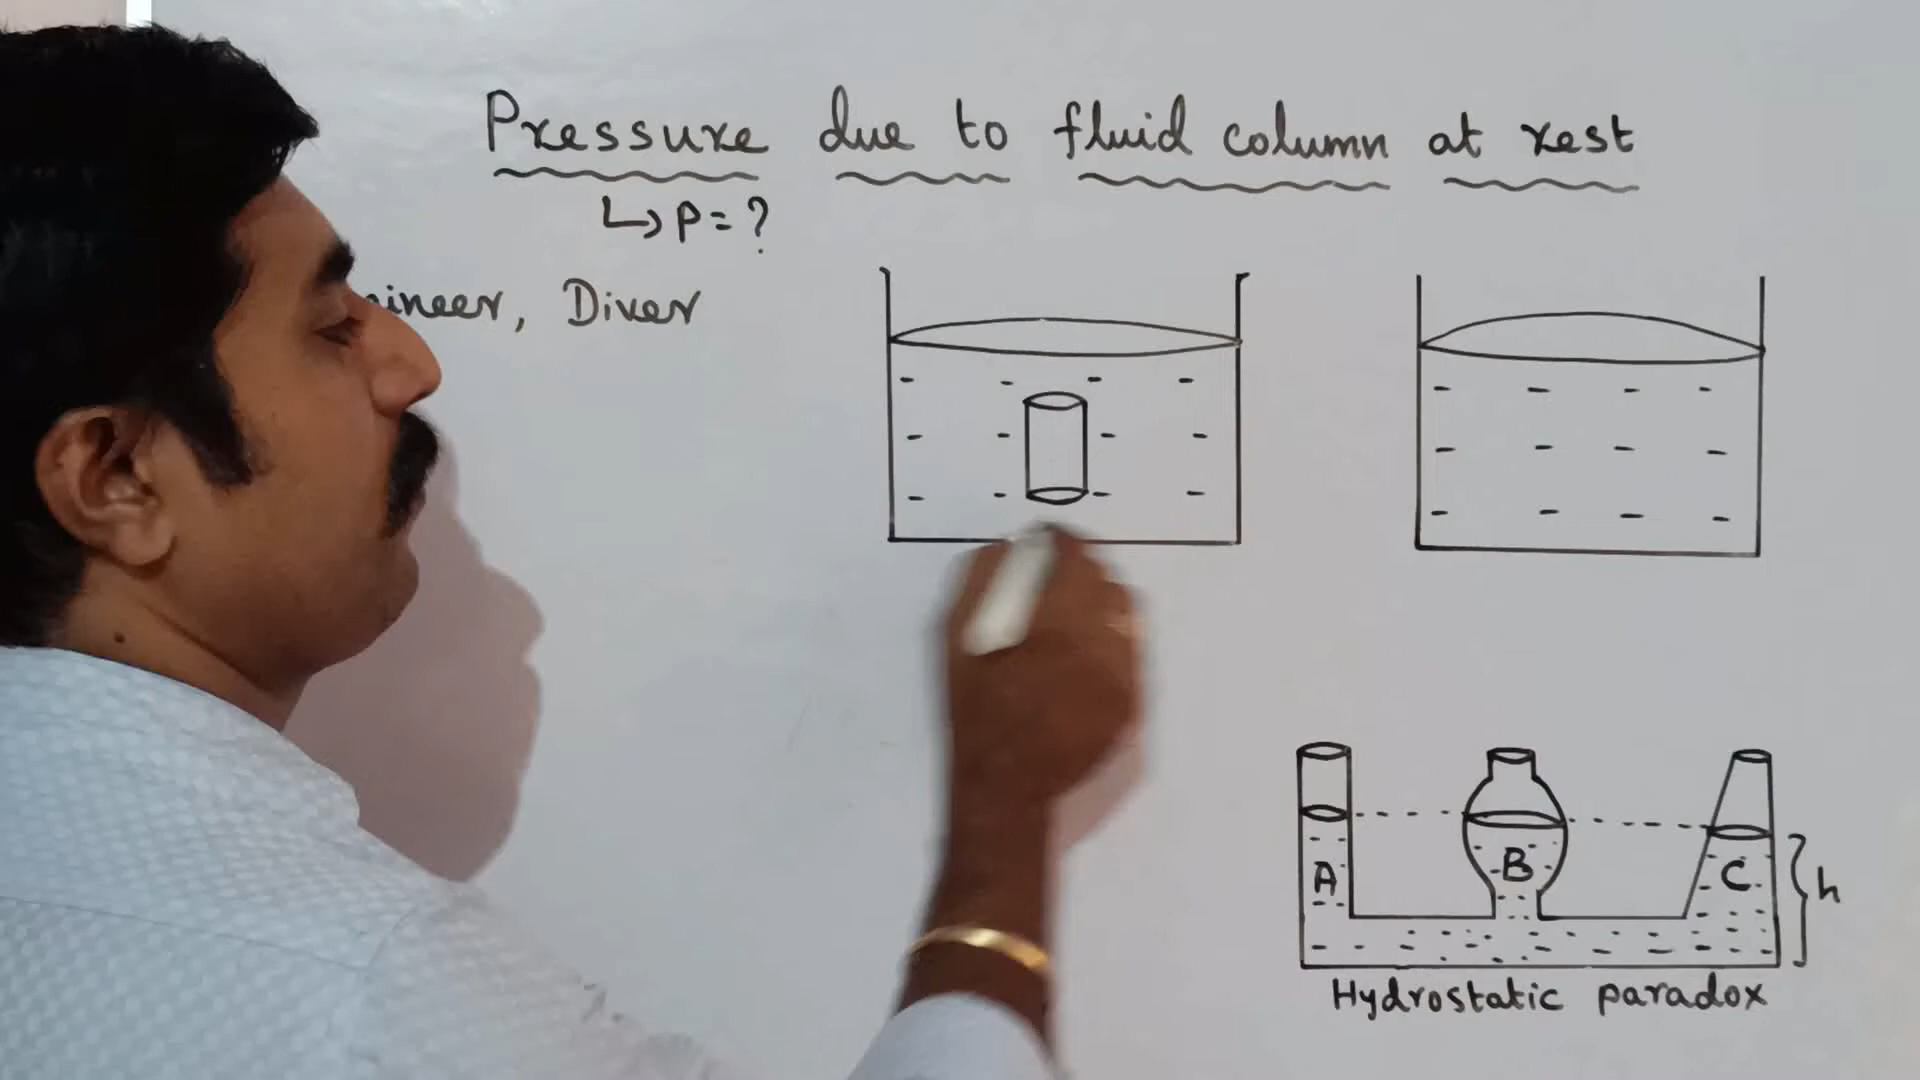 Pressure due to fluid column at rest
↳ P = ?
ineer, Diver
A
B
C
h
Hydrostatic paradox